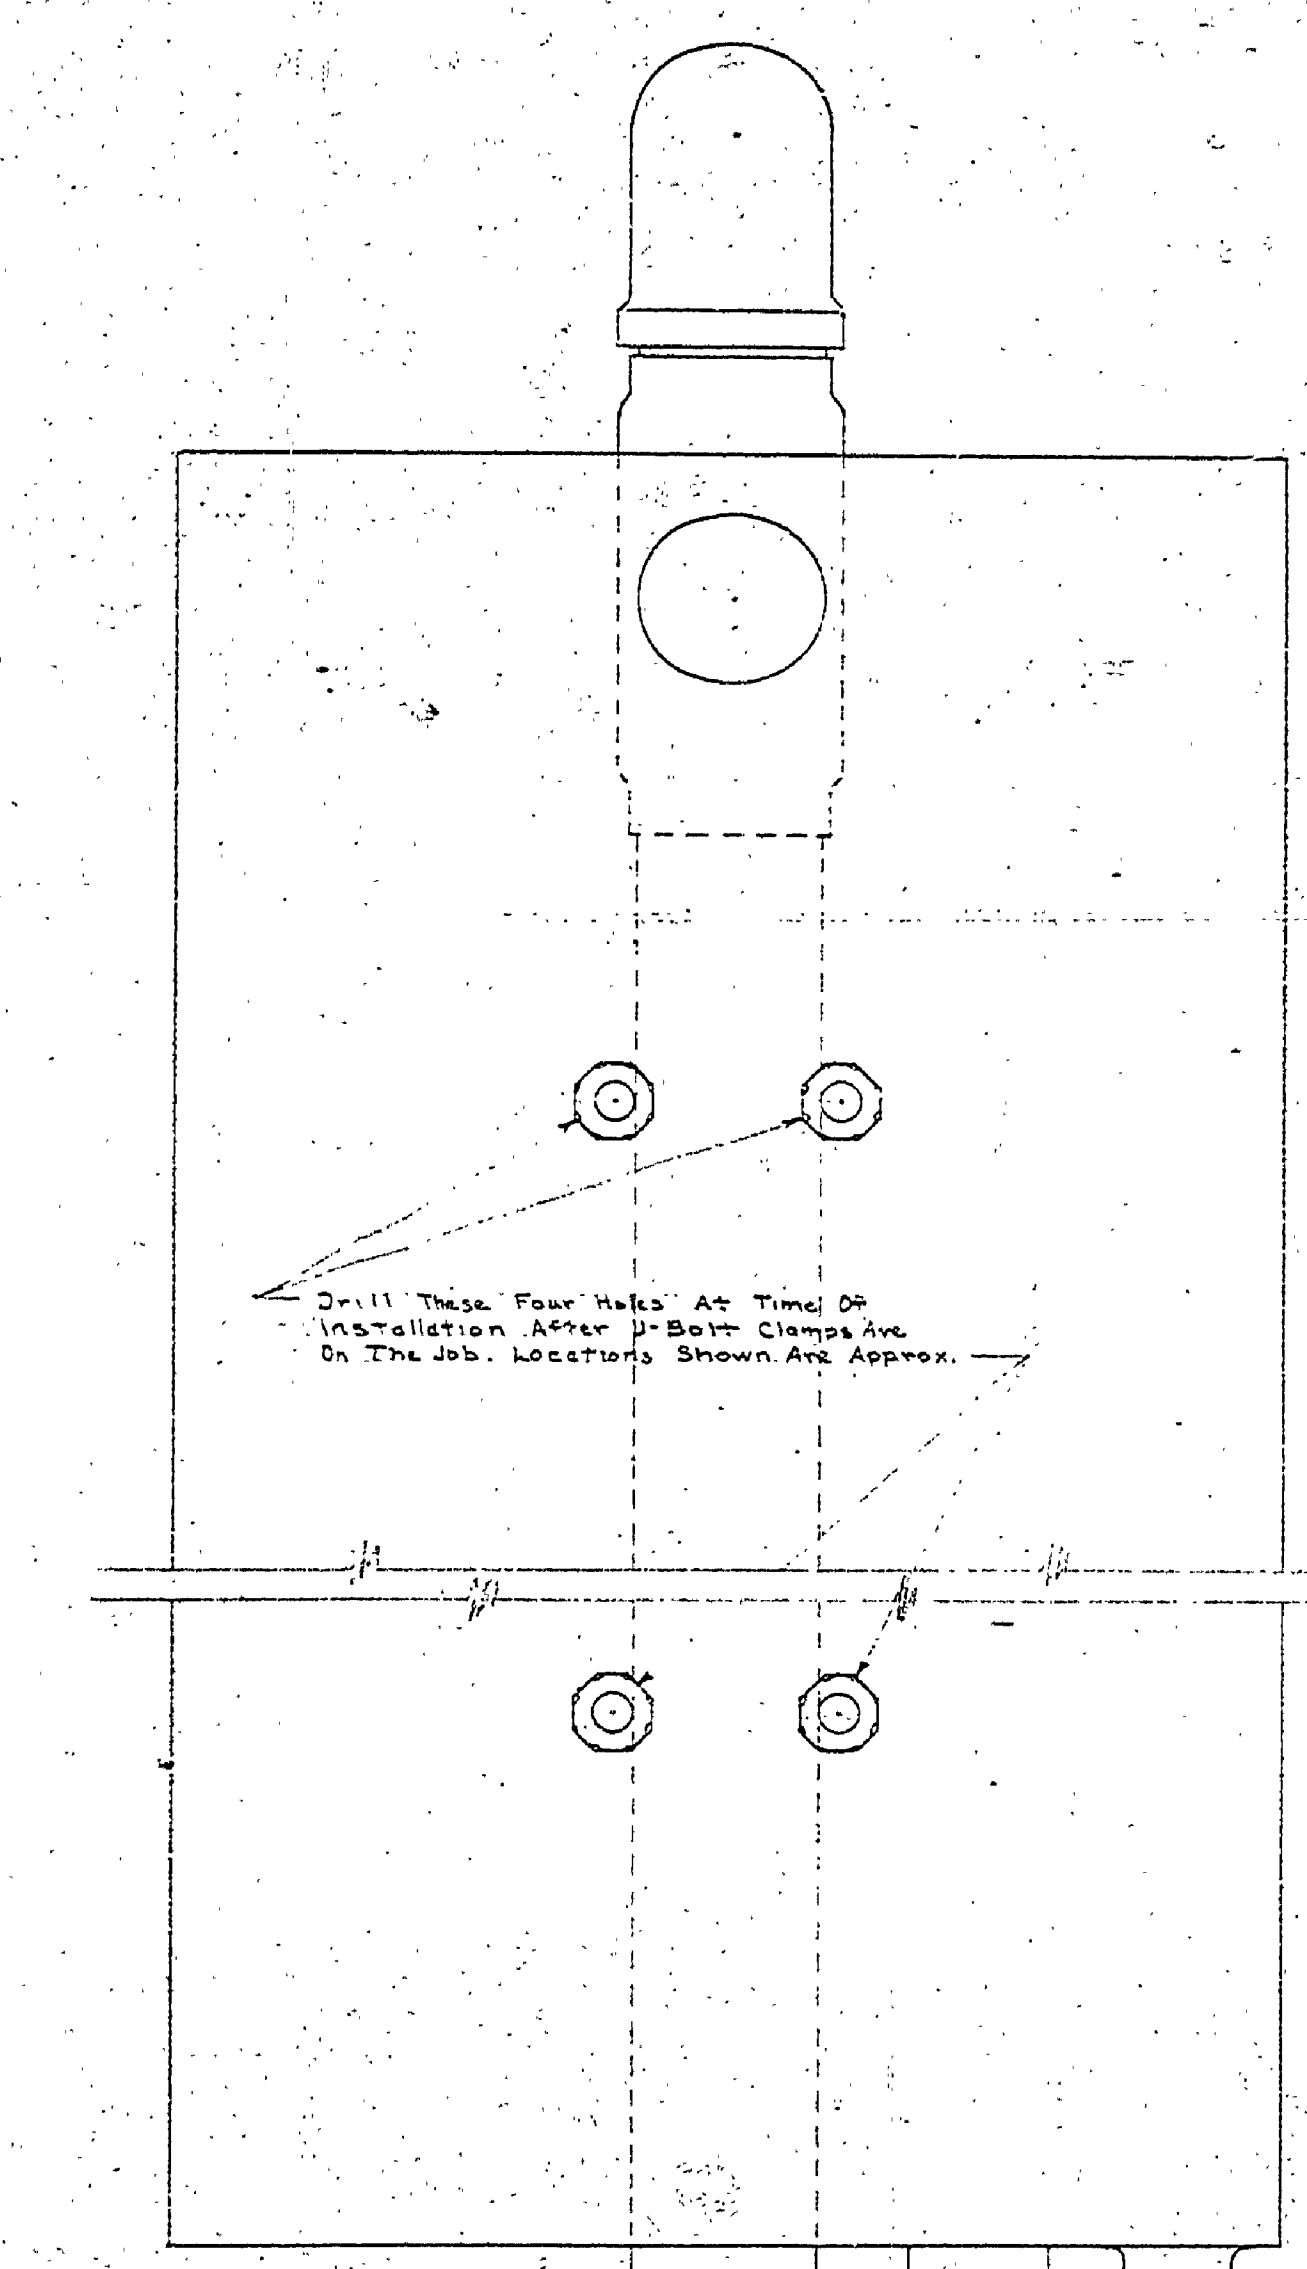 Drill These Four Holes At Time Of
Installation After U-Bolt Clamps Are
On The Job. Locations Shown Are Approx.